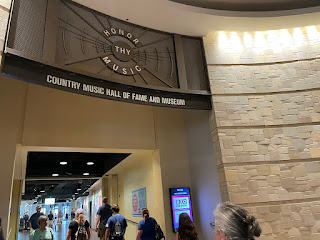 HONOR
THY
MUSIC
COUNTRY MUSIC HALL OF FAME AND MUSEUM